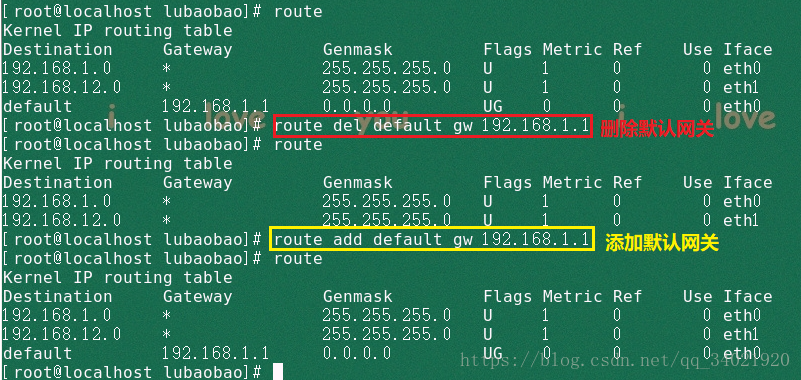 [root@localhost lubaobao]# route
Kernel IP routing table
Destination Gateway Genmask Flags Metric Ref Use Iface
192.168.1.0 * 255.255.255.0 U 1 0 0 eth0
192.168.12.0 * 255.255.255.0 U 1 0 0 eth1
default 192.168.1.1 0.0.0.0 UG 0 0 0 eth0
i love you i love
[root@localhost lubaobao]# route del default gw 192.168.1.1 删除默认网关
[root@localhost lubaobao]# route
Kernel IP routing table
Destination Gateway Genmask Flags Metric Ref Use Iface
192.168.1.0 * 255.255.255.0 U 1 0 0 eth0
192.168.12.0 * 255.255.255.0 U 1 0 0 eth1
[root@localhost lubaobao]# route add default gw 192.168.1.1 添加默认网关
[root@localhost lubaobao]# route
Kernel IP routing table
Destination Gateway Genmask Flags Metric Ref Use Iface
192.168.1.0 * 255.255.255.0 U 1 0 0 eth0
192.168.12.0 * 255.255.255.0 U 1 0 0 eth1
default 192.168.1.1 0.0.0.0 UG 0 0 0 eth0
https://blog.csdn.net/qq_34021920
[root@localhost lubaobao]#